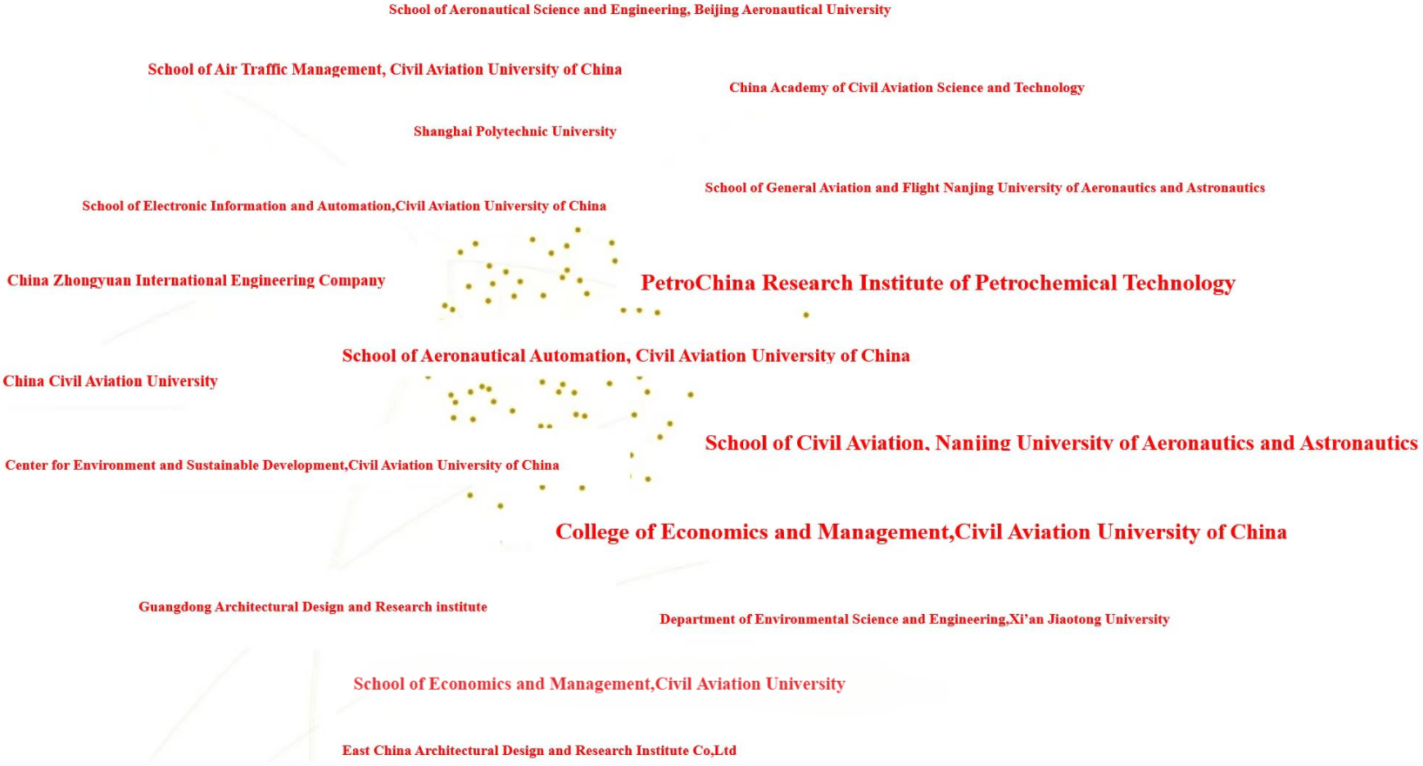 School of Aeronautical Science and Engineering, Beijing Aeronautical University
School of Air Traffic Management, Civil Aviation University of China
China Academy of Civil Aviation Science and Technology
Shanghai Polytechnic University
School of General Aviation and Flight Nanjing University of Aeronautics and Astronautics
School of Electronic Information and Automation,Civil Aviation University of China
China Zhongyuan International Engineering Company
PetroChina Research Institute of Petrochemical Technology
School of Aeronautical Automation, Civil Aviation University of China
China Civil Aviation University
School of Civil Aviation, Nanjing University of Aeronautics and Astronautics
Center for Environment and Sustainable Development,Civil Aviation University of China
College of Economics and Management,Civil Aviation University of China
Guangdong Architectural Design and Research institute
Department of Environmental Science and Engineering,Xi’an Jiaotong University
School of Economics and Management,Civil Aviation University
East China Architectural Design and Research Institute Co,Ltd